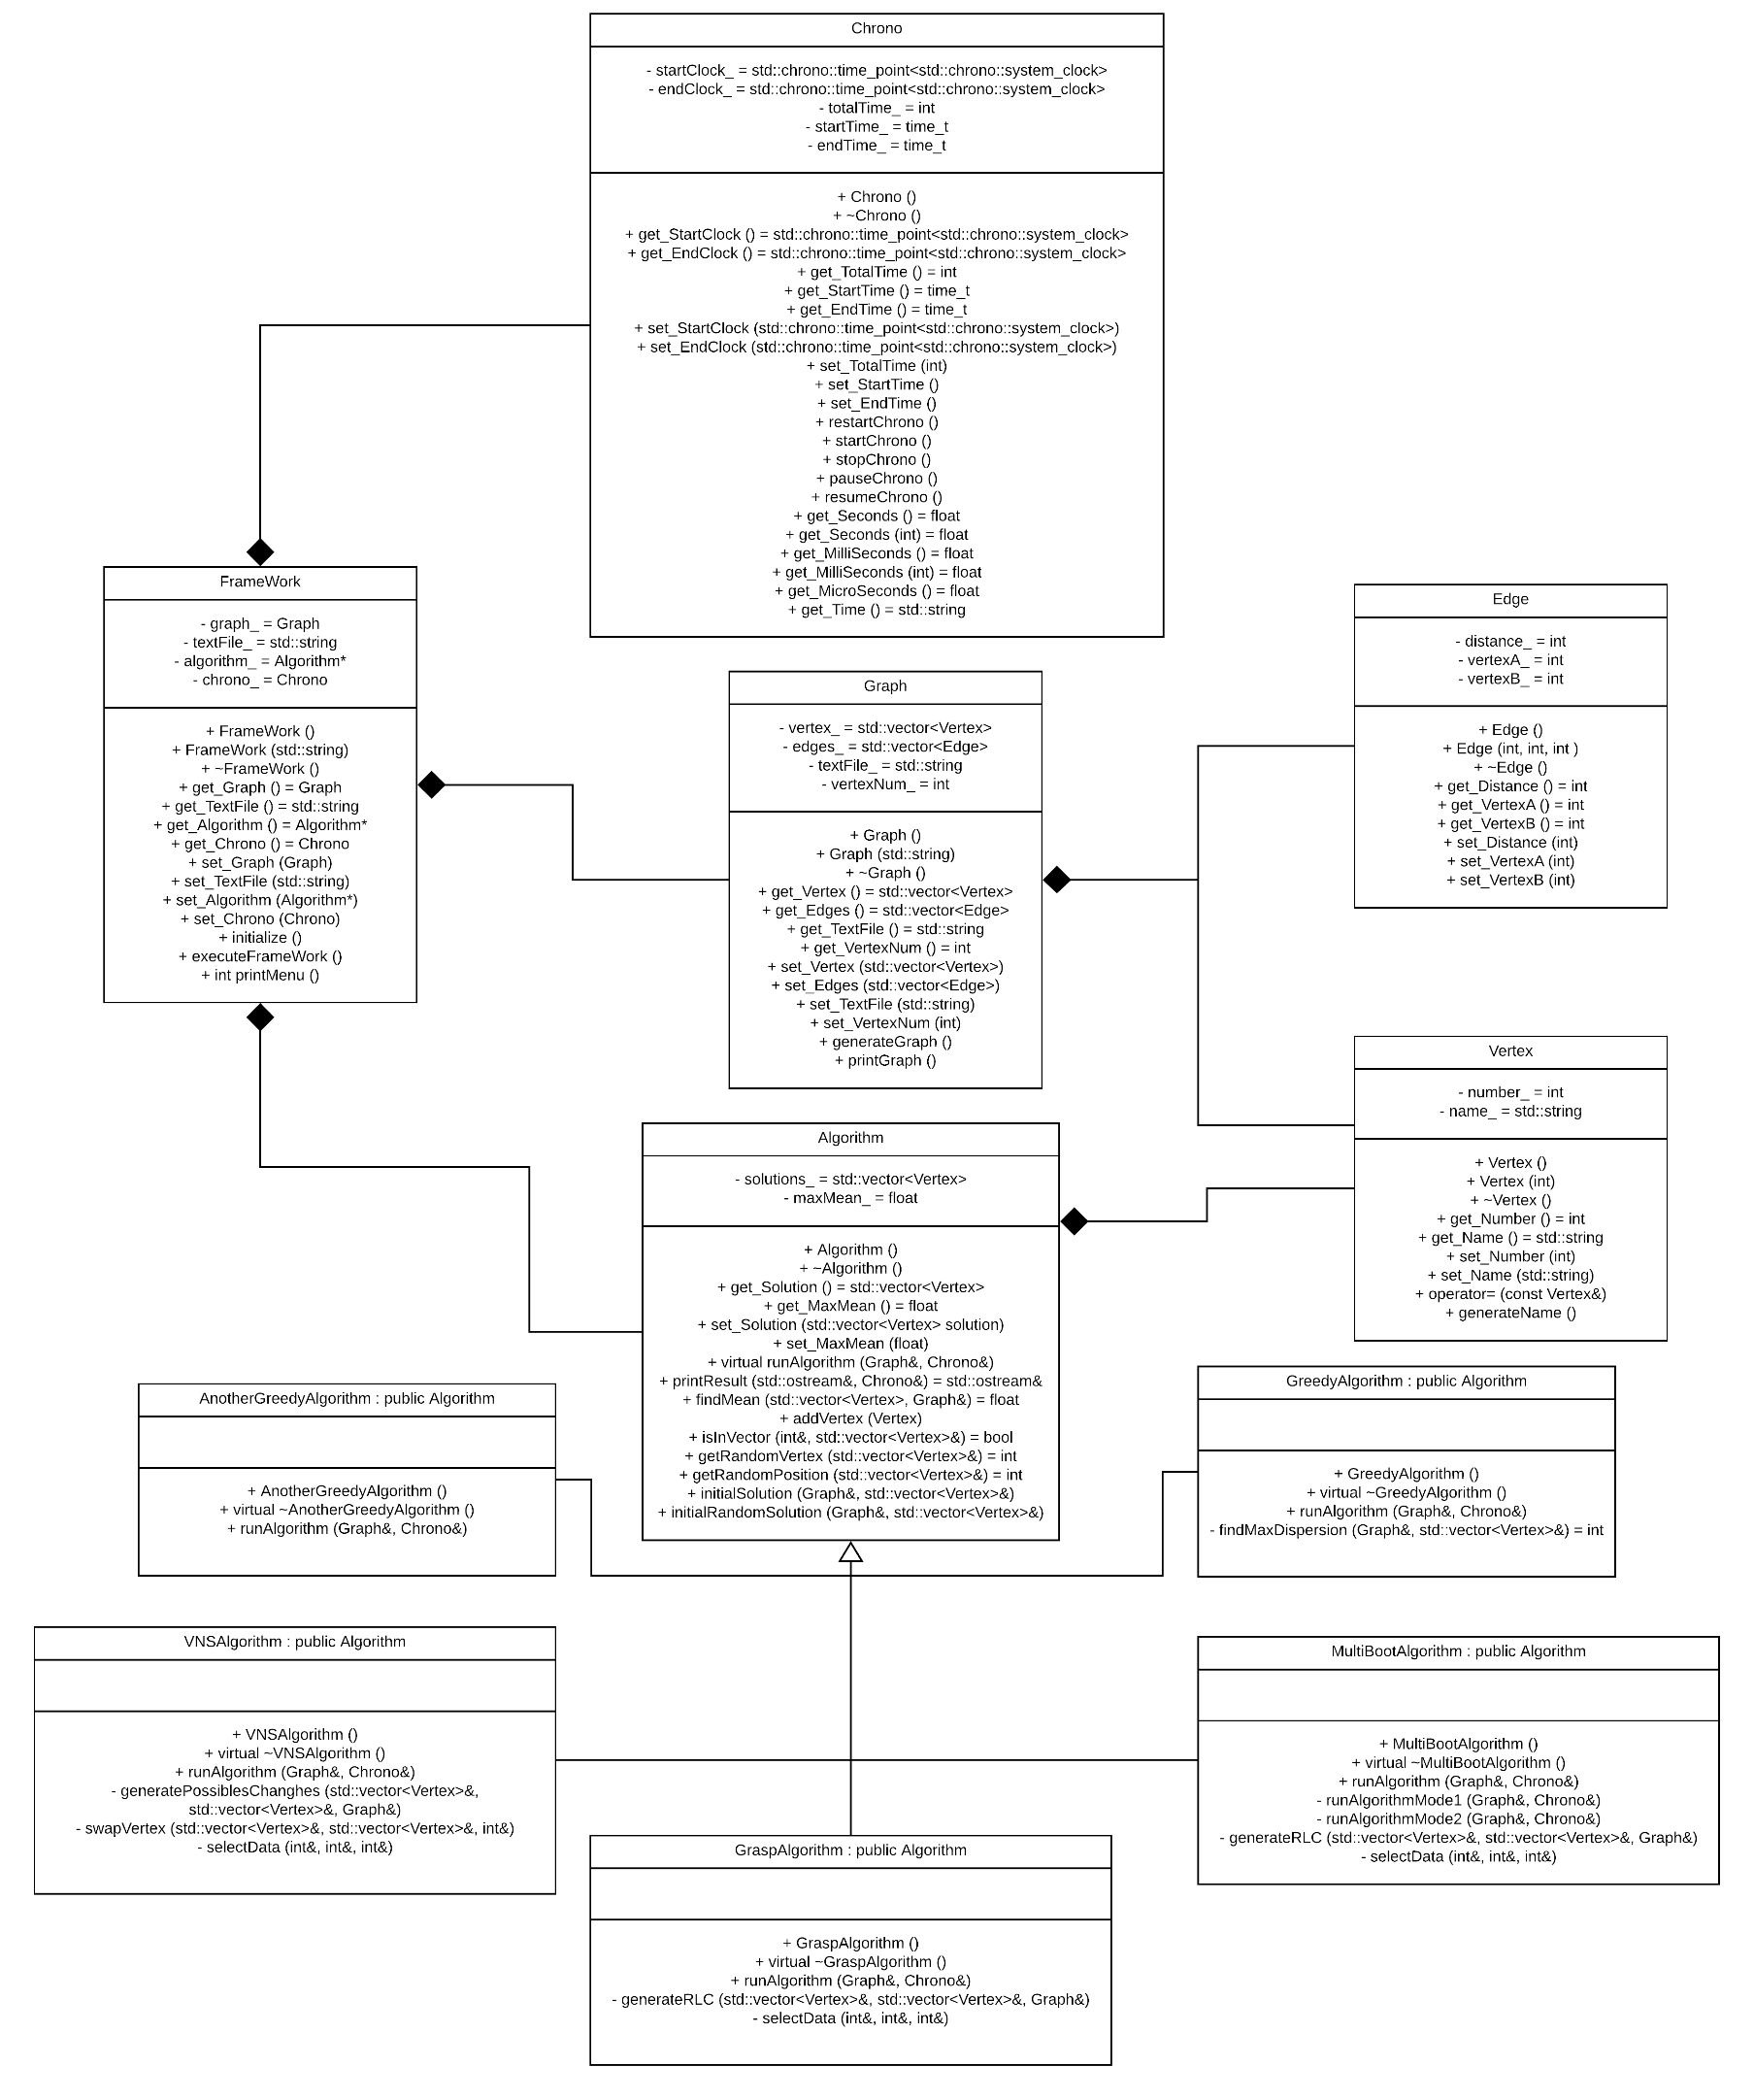 Chrono
- startClock_ = std::chrono::time_point<std::chrono::system_clock>
- endClock_ = std::chrono::time_point<std::chrono::system_clock>
- totalTime_ = int
- startTime_ = time_t
- endTime_ = time_t
+ Chrono ()
+ ~Chrono ()
+ get_StartClock () = std::chrono::time_point<std::chrono::system_clock>
+ get_EndClock () = std::chrono::time_point<std::chrono::system_clock>
+ get_TotalTime () = int
+ get_StartTime () = time_t
+ get_EndTime () = time_t
+ set_StartClock (std::chrono::time_point<std::chrono::system_clock>)
+ set_EndClock (std::chrono::time_point<std::chrono::system_clock>)
+ set_TotalTime (int)
+ set_StartTime ()
+ set_EndTime ()
+ restartChrono ()
+ startChrono ()
+ stopChrono ()
+ pauseChrono ()
+ resumeChrono ()
+ get_Seconds () = float
+ get_Seconds (int) = float
+ get_MilliSeconds () = float
+ get_MilliSeconds (int) = float
+ get_MicroSeconds () = float
+ get_Time () = std::string
FrameWork
- graph_ = Graph
- textFile_ = std::string
- algorithm_ = Algorithm*
- chrono_ = Chrono
+ FrameWork ()
+ FrameWork (std::string)
+ ~FrameWork ()
+ get_Graph () = Graph
+ get_TextFile () = std::string
+ get_Algorithm () = Algorithm*
+ get_Chrono () = Chrono
+ set_Graph (Graph)
+ set_TextFile (std::string)
+ set_Algorithm (Algorithm*)
+ set_Chrono (Chrono)
+ initialize ()
+ executeFrameWork ()
+ int printMenu ()
Graph
- vertex_ = std::vector<Vertex>
- edges_ = std::vector<Edge>
- textFile_ = std::string
- vertexNum_ = int
+ Graph ()
+ Graph (std::string)
+ ~Graph ()
+ get_Vertex () = std::vector<Vertex>
+ get_Edges () = std::vector<Edge>
+ get_TextFile () = std::string
+ get_VertexNum () = int
+ set_Vertex (std::vector<Vertex>)
+ set_Edges (std::vector<Edge>)
+ set_TextFile (std::string)
+ set_VertexNum (int)
+ generateGraph ()
+ printGraph ()
Edge
- distance_ = int
- vertexA_ = int
- vertexB_ = int
+ Edge ()
+ Edge (int, int, int )
+ ~Edge ()
+ get_Distance () = int
+ get_VertexA () = int
+ get_VertexB () = int
+ set_Distance (int)
+ set_VertexA (int)
+ set_VertexB (int)
Vertex
- number_ = int
- name_ = std::string
+ Vertex ()
+ Vertex (int)
+ ~Vertex ()
+ get_Number () = int
+ get_Name () = std::string
+ set_Number (int)
+ set_Name (std::string)
+ operator= (const Vertex&)
+ generateName ()
Algorithm
- solutions_ = std::vector<Vertex>
- maxMean_ = float
+ Algorithm ()
+ ~Algorithm ()
+ get_Solution () = std::vector<Vertex>
+ get_MaxMean () = float
+ set_Solution (std::vector<Vertex> solution)
+ set_MaxMean (float)
+ virtual runAlgorithm (Graph&, Chrono&)
+ printResult (std::ostream&, Chrono&) = std::ostream&
+ findMean (std::vector<Vertex>, Graph&) = float
+ addVertex (Vertex)
+ isInVector (int&, std::vector<Vertex>&) = bool
+ getRandomVertex (std::vector<Vertex>&) = int
+ getRandomPosition (std::vector<Vertex>&) = int
+ initialSolution (Graph&, std::vector<Vertex>&)
+ initialRandomSolution (Graph&, std::vector<Vertex>&)
AnotherGreedyAlgorithm : public Algorithm
+ AnotherGreedyAlgorithm ()
+ virtual ~AnotherGreedyAlgorithm ()
+ runAlgorithm (Graph&, Chrono&)
GreedyAlgorithm : public Algorithm
+ GreedyAlgorithm ()
+ virtual ~GreedyAlgorithm ()
+ runAlgorithm (Graph&, Chrono&)
- findMaxDispersion (Graph&, std::vector<Vertex>&) = int
VNSAlgorithm : public Algorithm
+ VNSAlgorithm ()
+ virtual ~VNSAlgorithm ()
+ runAlgorithm (Graph&, Chrono&)
- generatePossiblesChanghes (std::vector<Vertex>&,
std::vector<Vertex>&, Graph&)
- swapVertex (std::vector<Vertex>&, std::vector<Vertex>&, int&)
- selectData (int&, int&, int&)
MultiBootAlgorithm : public Algorithm
+ MultiBootAlgorithm ()
+ virtual ~MultiBootAlgorithm ()
+ runAlgorithm (Graph&, Chrono&)
- runAlgorithmMode1 (Graph&, Chrono&)
- runAlgorithmMode2 (Graph&, Chrono&)
- generateRLC (std::vector<Vertex>&, std::vector<Vertex>&, Graph&)
- selectData (int&, int&, int&)
GraspAlgorithm : public Algorithm
+ GraspAlgorithm ()
+ virtual ~GraspAlgorithm ()
+ runAlgorithm (Graph&, Chrono&)
- generateRLC (std::vector<Vertex>&, std::vector<Vertex>&, Graph&)
- selectData (int&, int&, int&)